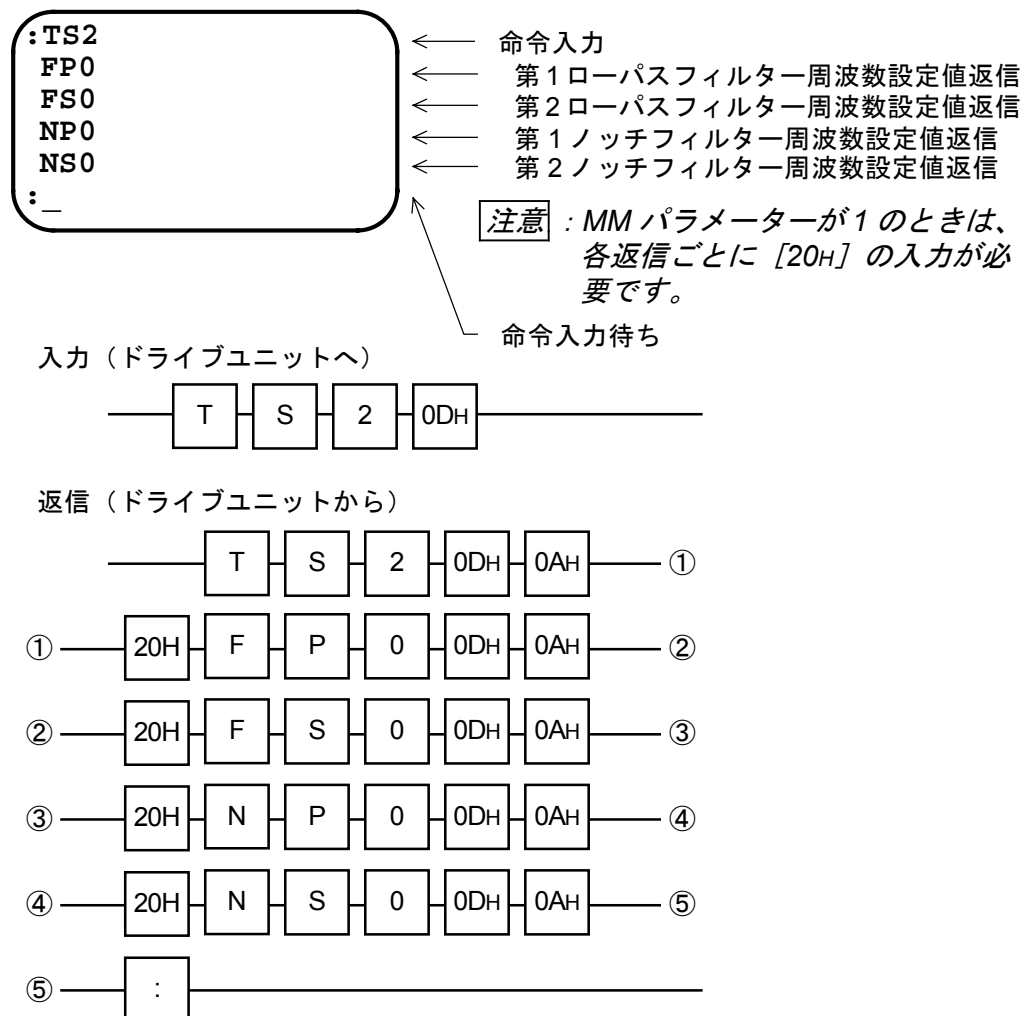 :TS2
FP0
FS0
NP0
NS0
:_
命令入力
第1ローパスフィルター周波数設定値返信
第2ローパスフィルター周波数設定値返信
第1ノッチフィルター周波数設定値返信
第2ノッチフィルター周波数設定値返信
注意：MM パラメーターが 1 のときは、
各返信ごとに［20H］の入力が必
要です。
命令入力待ち
入力（ドライブユニットへ）
T S 2 0DH
返信（ドライブユニットから）
T S 2 0DH 0AH ①
① 20H F P 0 0DH 0AH ②
② 20H F S 0 0DH 0AH ③
③ 20H N P 0 0DH 0AH ④
④ 20H N S 0 0DH 0AH ⑤
⑤ :